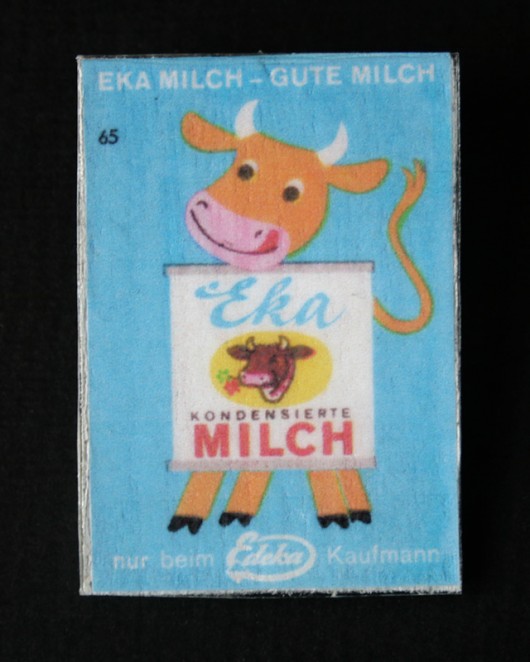 EKA MILCH – GUTE MILCH
65
Eka
KONDENSIERTE
MILCH
nur beim Edeka Kaufmann